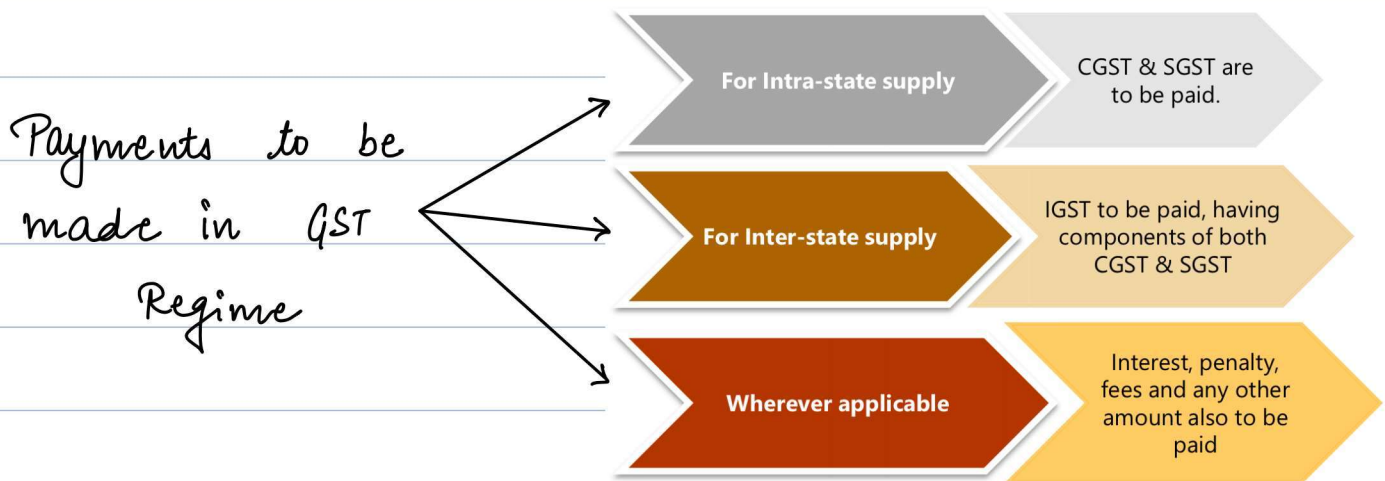 Payments to be
made in GST
Regime
For Intra-state supply
CGST & SGST are
to be paid.
For Inter-state supply
IGST to be paid, having
components of both
CGST & SGST
Wherever applicable
Interest, penalty,
fees and any other
amount also to be
paid